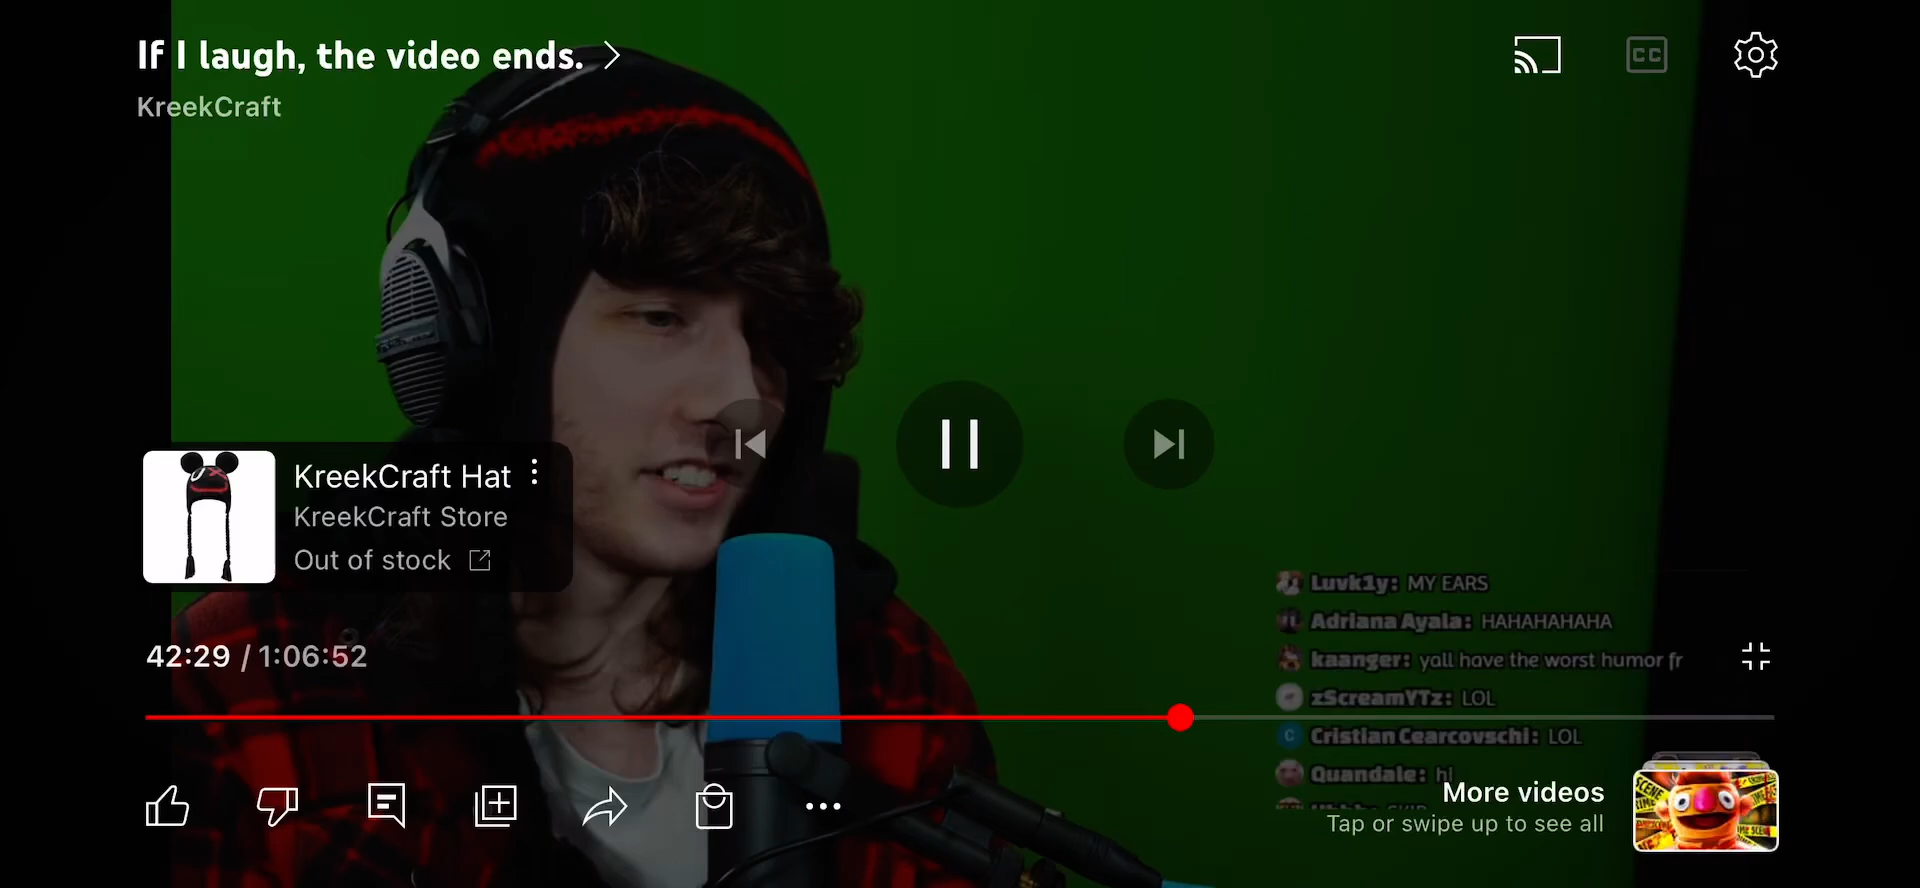 If I laugh, the video ends.
KreekCraft
CC
KreekCraft Hat
KreekCraft Store
Out of stock
Luvk1y: MY EARS
Adriana Ayala: HAHAHAHAHA
kaanger: yall have the worst humor fr
zScreamYTz: LOL
C Cristian Cearcovschi: LOL
Quandale: hi
42:29 / 1:06:52
More videos
Tap or swipe up to see all